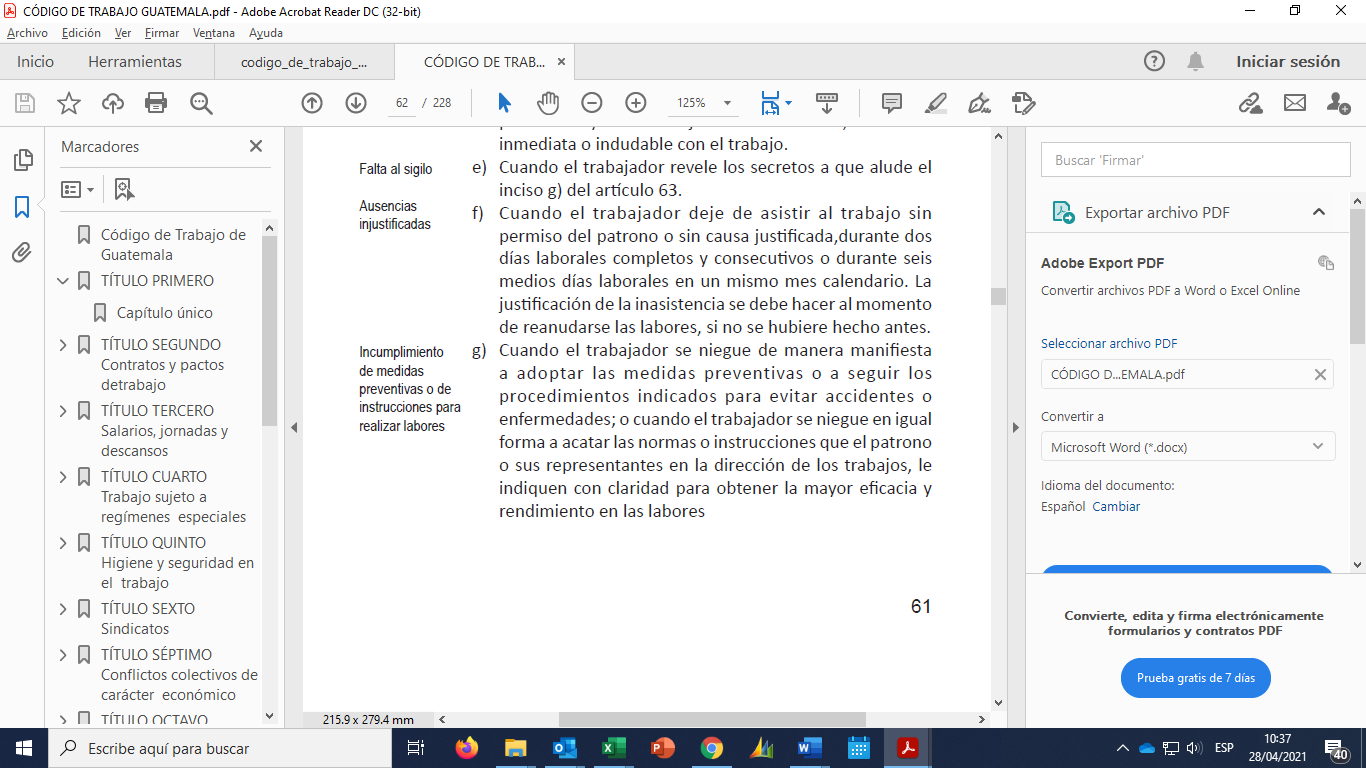 CÓDIGO DE TRABAJO GUATEMALA.pdf - Adobe Acrobat Reader DC (32-bit)
Archivo Edición Ver Firmar Ventana Ayuda
Inicio Herramientas codigo_de_trabajo_... CÓDIGO DE TRAB... Iniciar sesión
62 / 228 125%
Marcadores
Código de Trabajo de
Guatemala
TÍTULO PRIMERO
Capítulo único
TÍTULO SEGUNDO
Contratos y pactos
detrabajo
TÍTULO TERCERO
Salarios, jornadas y
descansos
TÍTULO CUARTO
Trabajo sujeto a
regímenes especiales
TÍTULO QUINTO
Higiene y seguridad en
el trabajo
TÍTULO SEXTO
Sindicatos
TÍTULO SÉPTIMO
Conflictos colectivos de
carácter económico
TÍTULO OCTAVO
inmediata o indudable con el trabajo.
Falta al sigilo
e) Cuando el trabajador revele los secretos a que alude el
inciso g) del artículo 63.
Ausencias
injustificadas
f) Cuando el trabajador deje de asistir al trabajo sin
permiso del patrono o sin causa justificada,durante dos
días laborales completos y consecutivos o durante seis
medios días laborales en un mismo mes calendario. La
justificación de la inasistencia se debe hacer al momento
de reanudarse las labores, si no se hubiere hecho antes.
Incumplimiento
de medidas
preventivas o de
instrucciones para
realizar labores
g) Cuando el trabajador se niegue de manera manifiesta
a adoptar las medidas preventivas o a seguir los
procedimientos indicados para evitar accidentes o
enfermedades; o cuando el trabajador se niegue en igual
forma a acatar las normas o instrucciones que el patrono
o sus representantes en la dirección de los trabajos, le
indiquen con claridad para obtener la mayor eficacia y
rendimiento en las labores
61
215.9 x 279.4 mm
Buscar 'Firmar'
Exportar archivo PDF
Adobe Export PDF
Convertir archivos PDF a Word o Excel Online
Seleccionar archivo PDF
CÓDIGO D...EMALA.pdf
Convertir a
Microsoft Word (*.docx)
Idioma del documento:
Español Cambiar
Convierte, edita y firma electrónicamente
formularios y contratos PDF
Prueba gratis de 7 días
Escribe aquí para buscar
ESP
10:37
28/04/2021
40